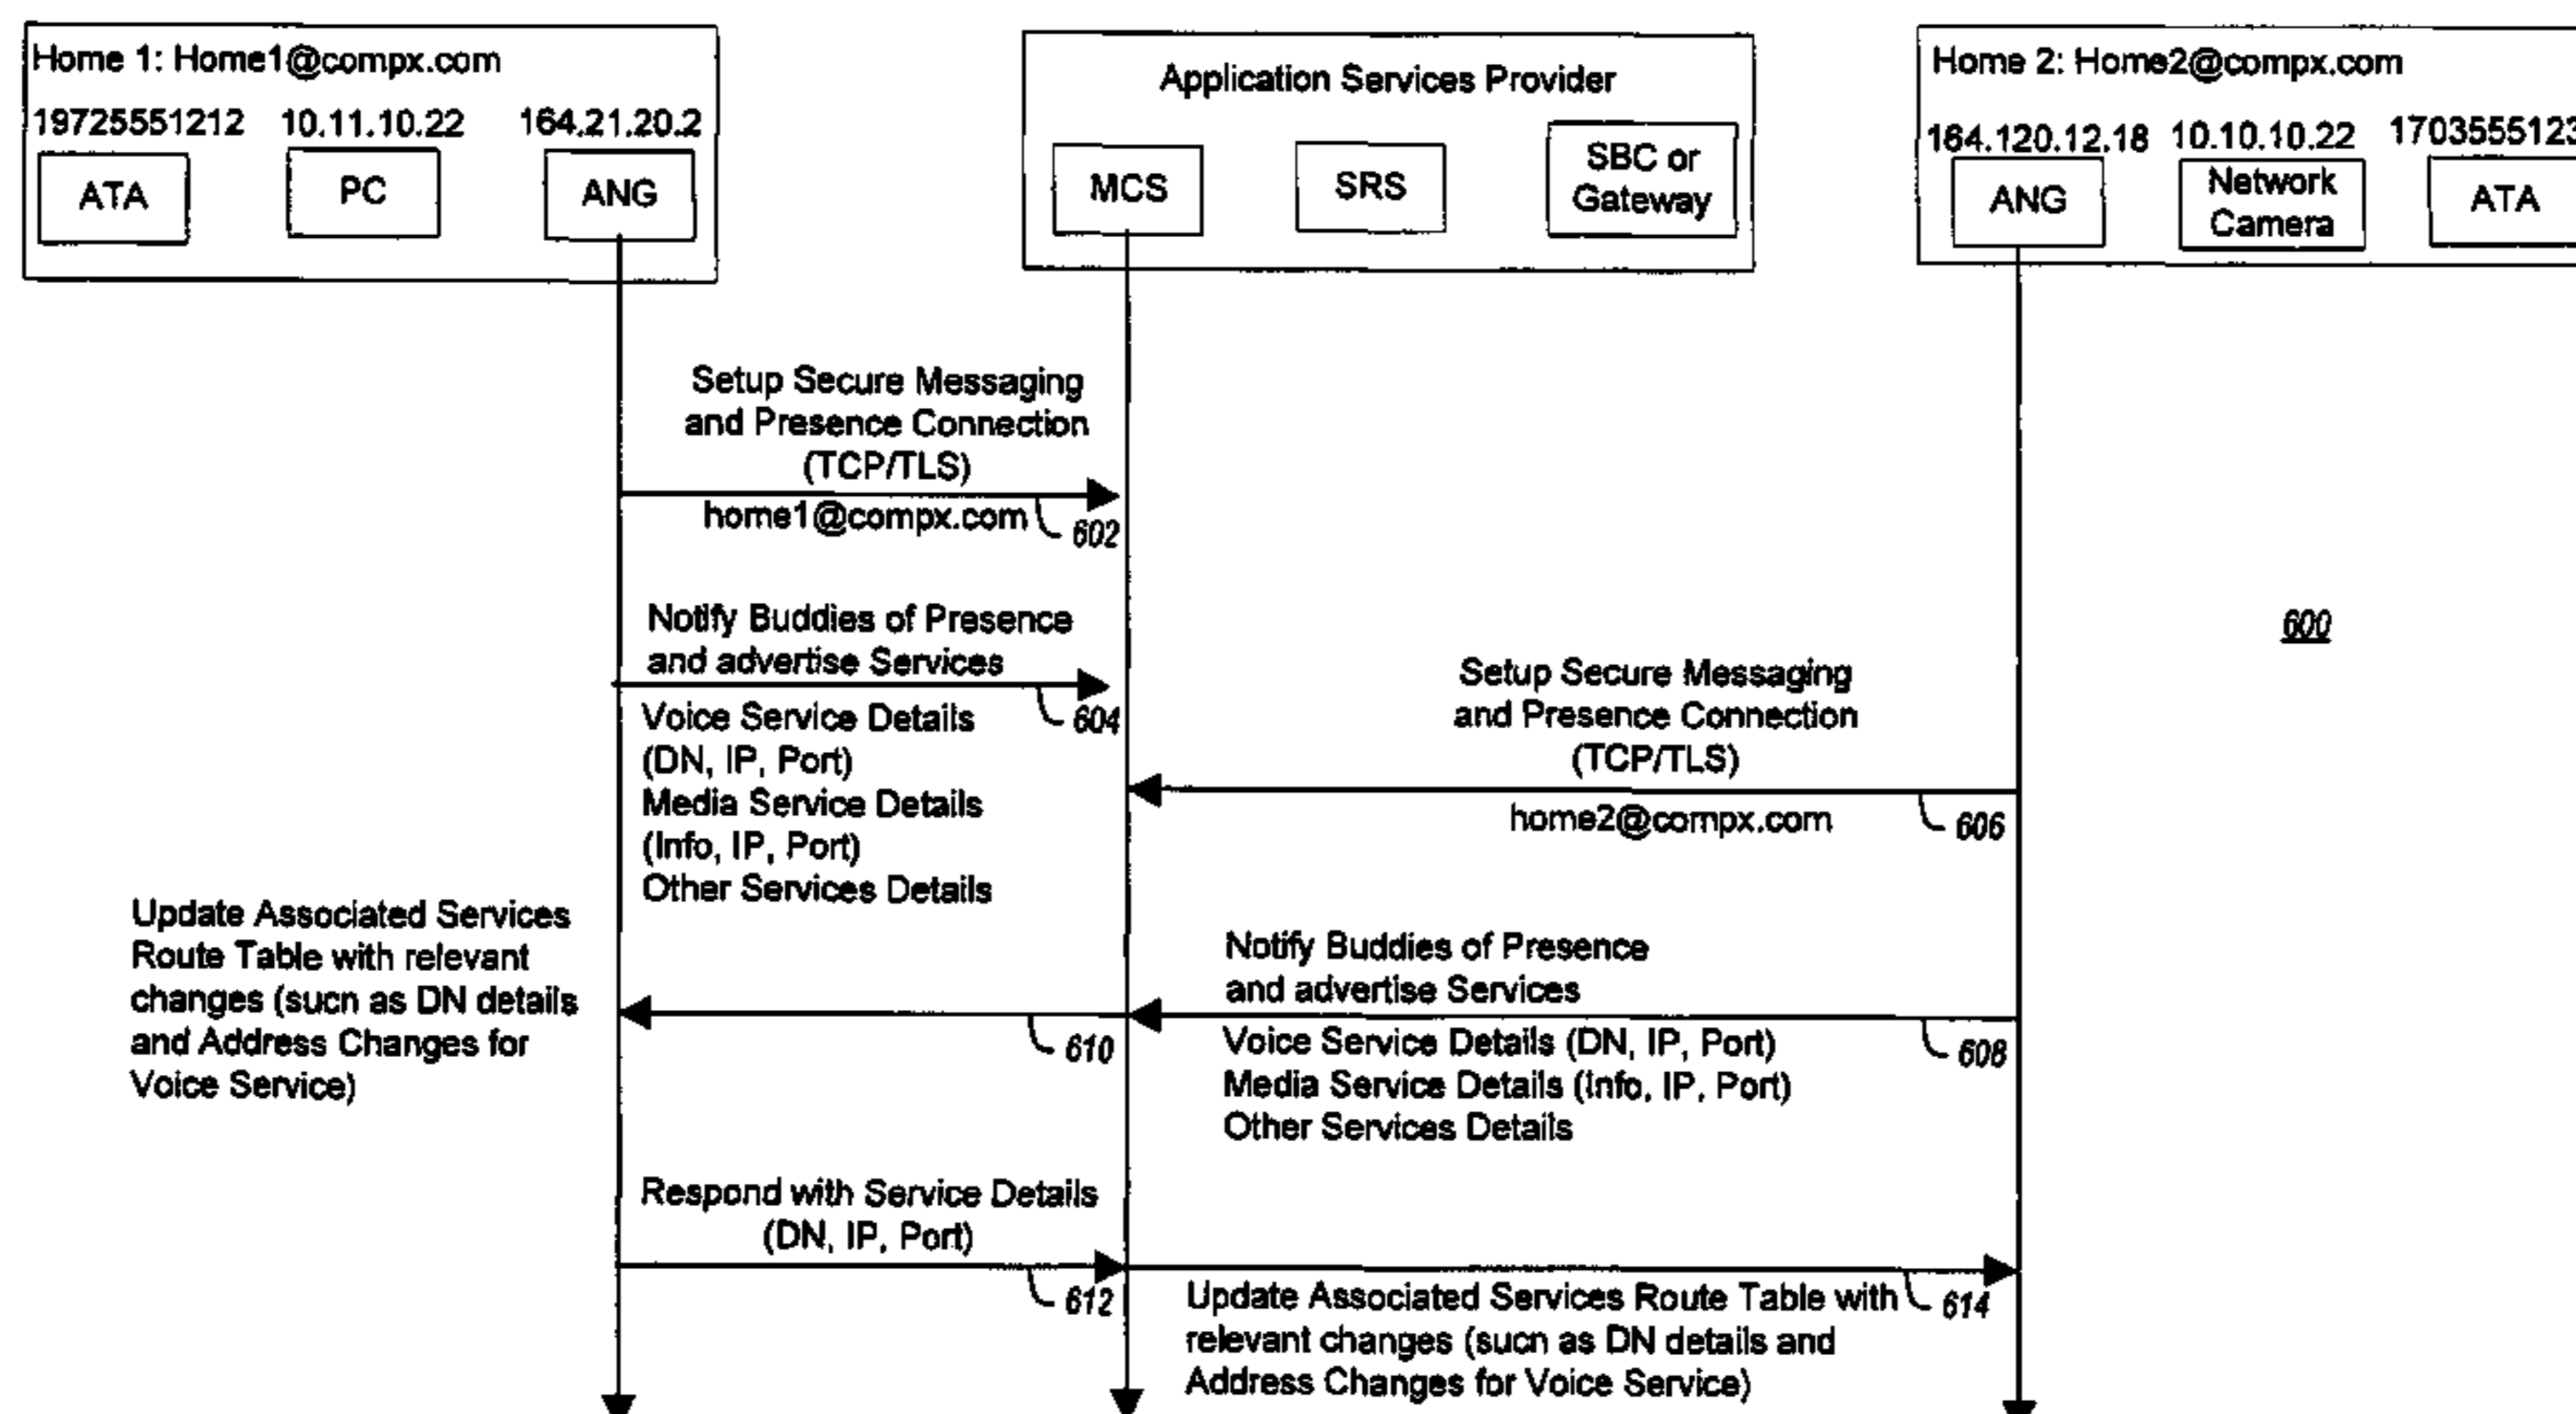 Home 1: Home1@compx.com
19725551212 10.11.10.22 164.21.20.2
ATA
PC
ANG
Application Services Provider
MCS
SRS
SBC or
Gateway
Home 2: Home2@compx.com
164.120.12.18 10.10.10.22
ANG
Network
Camera
ATA
Setup Secure Messaging
and Presence Connection
(TCP/TLS)
home1@compx.com
602
Notify Buddies of Presence
and advertise Services
604
Voice Service Details
(DN, IP, Port)
Media Service Details
(Info, IP, Port)
Other Services Details
600
Setup Secure Messaging
and Presence Connection
(TCP/TLS)
home2@compx.com
606
Update Associated Services
Route Table with relevant
changes (sucn as DN details
and Address Changes for
Voice Service)
610
Notify Buddies of Presence
and advertise Services
608
Voice Service Details (DN, IP, Port)
Media Service Details (Info, IP, Port)
Other Services Details
Respond with Service Details
(DN, IP, Port)
612
614
Update Associated Services Route Table with
relevant changes (sucn as DN details and
Address Changes for Voice Service)